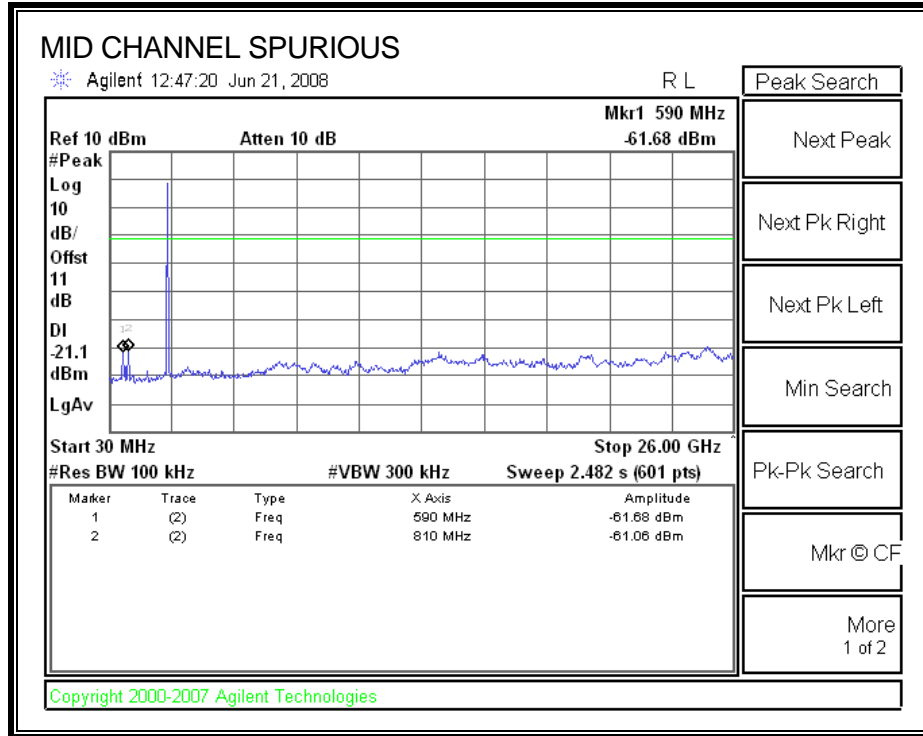 MID CHANNEL SPURIOUS
Agilent 12:47:20 Jun 21, 2008 R L
Peak Search
Mkr1 590 MHz
Ref 10 dBm Atten 10 dB -61.68 dBm
#Peak
Log
10
dB/
Offst
11
dB
DI
-21.1
dBm
LgAv
1 2
Start 30 MHz Stop 26.00 GHz ^
#Res BW 100 kHz #VBW 300 kHz Sweep 2.482 s (601 pts)
Marker Trace Type X Axis Amplitude
1 (2) Freq 590 MHz -61.68 dBm
2 (2) Freq 810 MHz -61.06 dBm
Next Peak
Next Pk Right
Next Pk Left
Min Search
Pk-Pk Search
Mkr © CF
More
1 of 2
Copyright 2000-2007 Agilent Technologies